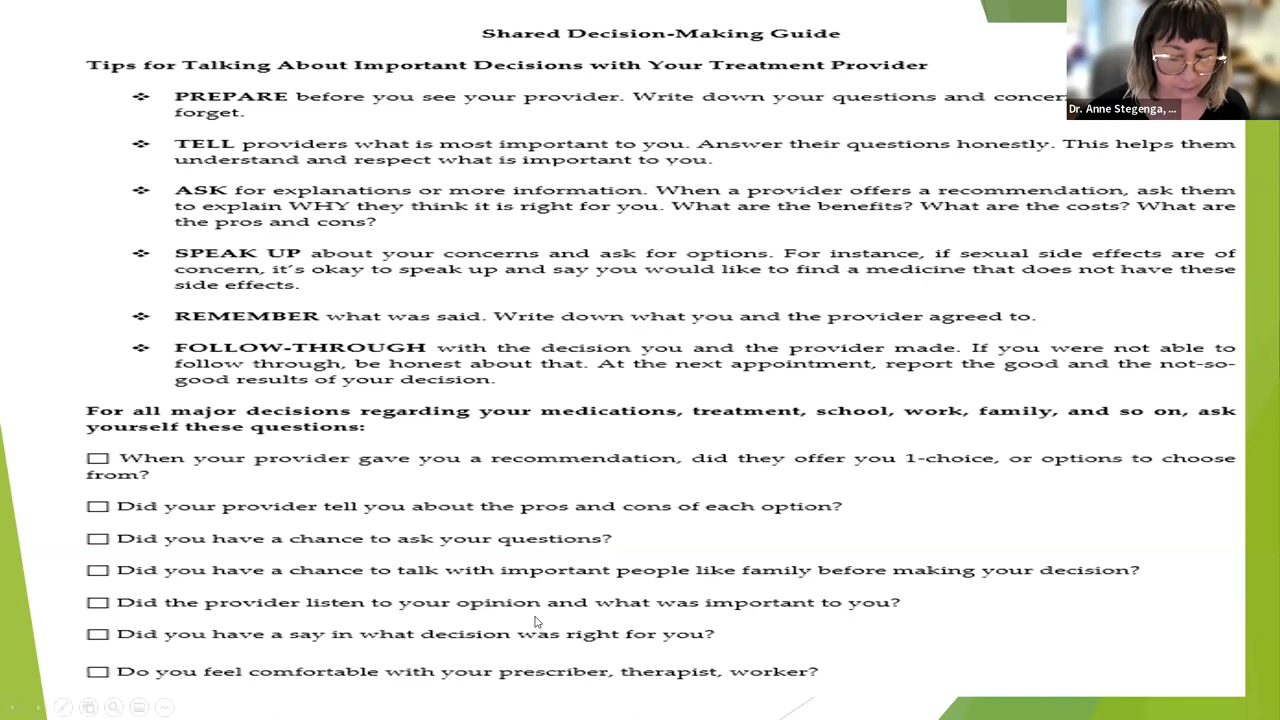 Shared Decision-Making Guide
Tips for Talking About Important Decisions with Your Treatment Provider
PREPARE before you see your provider. Write down your questions and
forget.
TELL providers what is most important to you. Answer their questions honestly. This helps them
understand and respect what is important to you.
ASK for explanations or more information. When a provider offers a recommendation, ask them
to explain WHY they think it is right for you. What are the benefits? What are the costs? What are
the pros and cons?
SPEAK UP about your concerns and ask for options. For instance, if sexual side effects are of
concern, it's okay to speak up and say you would like to find a medicine that does not have these
side effects.
REMEMBER what was said. Write down what you and the provider agreed to.
FOLLOW-THROUGH with the decision you and the provider made. If you were not able to
follow through, be honest about that. At the next appointment, report the good and the not-so-
good results of your decision.
For all major decisions regarding your medications, treatment, school, work, family, and so on, ask
yourself these questions:
When your provider gave you a recommendation, did they offer you 1-choice, or options to choose
from?
Did your provider tell you about the pros and cons of each option?
Did you have a chance to ask your questions?
Did you have a chance to talk with important people like family before making your decision?
Did the provider listen to your opinion and what was important to you?
Did you have a say in what decision was right for you?
Do you feel comfortable with your prescriber, therapist, worker?
Dr. Anne Stegenga, ...